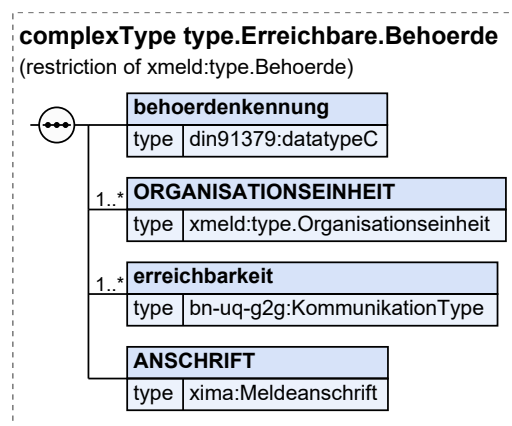 complexType type.Erreichbare.Behoerde
(restriction of xmeld:type.Behoerde)
behoerdenkennung
type din91379:datatypeC
1..* ORGANISATIONSEINHEIT
type xmeld:type.Organisationseinheit
1..* erreichbarkeit
type bn-uq-g2g:KommunikationType
ANSCHRIFT
type xima:Meldeanschrift